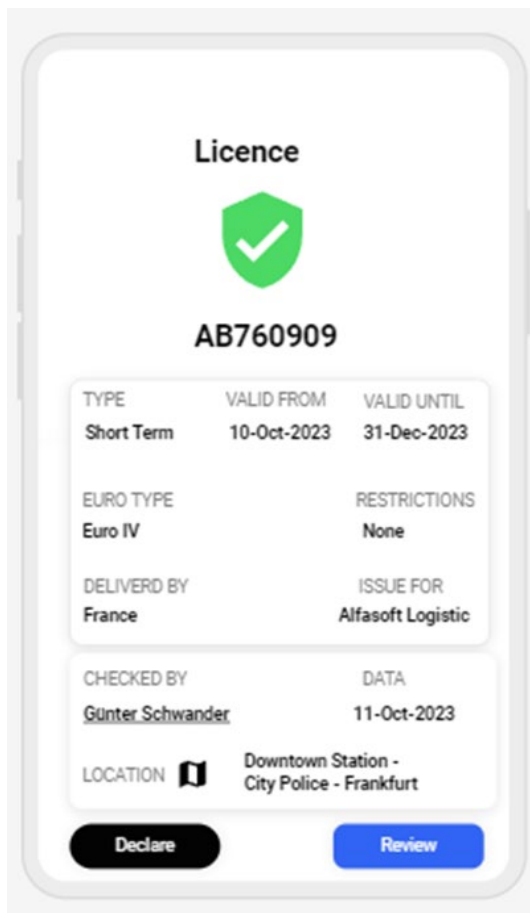 Licence
AB760909
TYPE VALID FROM VALID UNTIL
Short Term 10-Oct-2023 31-Dec-2023
EURO TYPE RESTRICTIONS
Euro IV None
DELIVERD BY ISSUE FOR
France Alfasoft Logistic
CHECKED BY DATA
Günter Schwander 11-Oct-2023
LOCATION Downtown Station -
City Police - Frankfurt
Declare Review